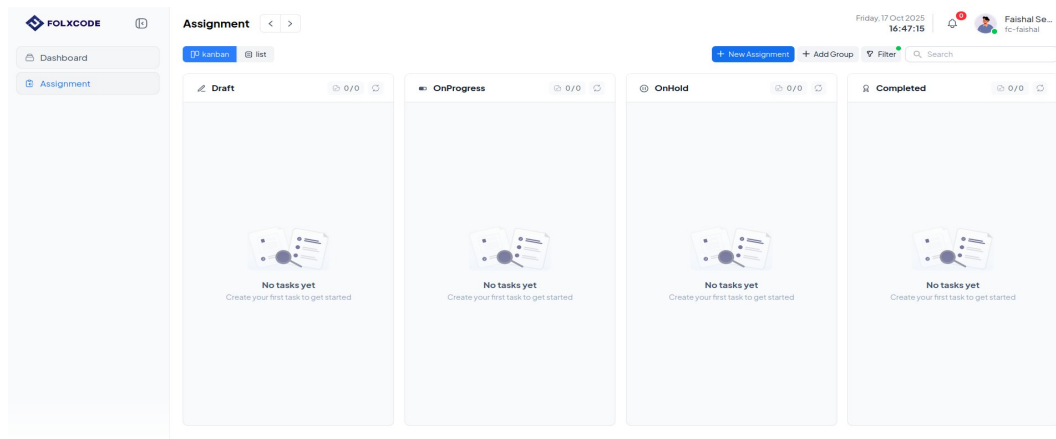 FOLXCODE
Assignment
Friday, 17 Oct 2025
16:47:15
0
Faishal Se...
fc-faishal
Dashboard
Assignment
kanban
list
+ New Assignment
+ Add Group
Filter
Search
Draft
0/0
OnProgress
0/0
OnHold
0/0
Completed
0/0
No tasks yet
Create your first task to get started
No tasks yet
Create your first task to get started
No tasks yet
Create your first task to get started
No tasks yet
Create your first task to get started